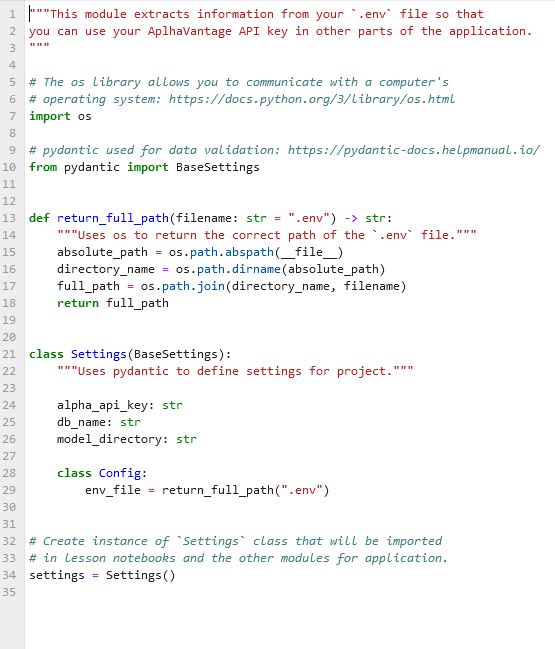 1 """This module extracts information from your `.env` file so that
2 you can use your AplhaVantage API key in other parts of the application.
3 """
4
5 # The os library allows you to communicate with a computer's
6 # operating system: https://docs.python.org/3/library/os.html
7 import os
8
9 # pydantic used for data validation: https://pydantic-docs.helpmanual.io/
10 from pydantic import BaseSettings
11
12
13 def return_full_path(filename: str = ".env") -> str:
14     """Uses os to return the correct path of the `.env` file."""
15     absolute_path = os.path.abspath(__file__)
16     directory_name = os.path.dirname(absolute_path)
17     full_path = os.path.join(directory_name, filename)
18     return full_path
19
20
21 class Settings(BaseSettings):
22     """Uses pydantic to define settings for project."""
23
24     alpha_api_key: str
25     db_name: str
26     model_directory: str
27
28     class Config:
29         env_file = return_full_path(".env")
30
31
32 # Create instance of `Settings` class that will be imported
33 # in lesson notebooks and the other modules for application.
34 settings = Settings()
35